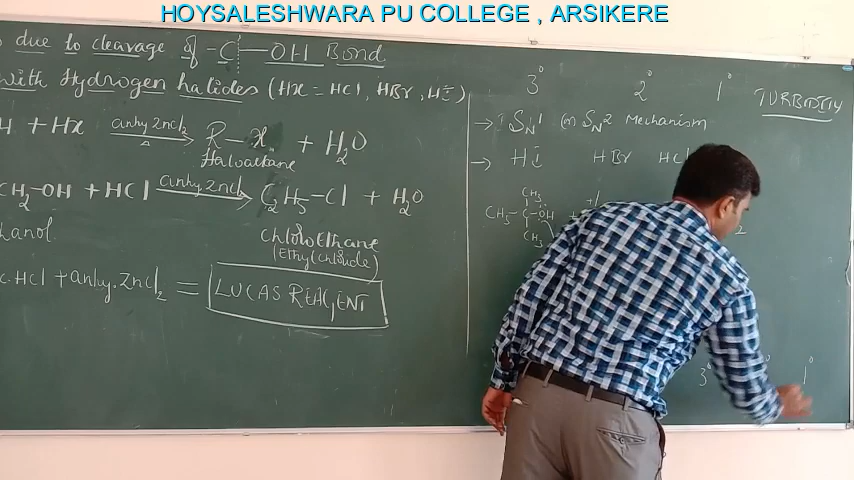 HOYSALESHWARA PU COLLEGE , ARSIKERE
due to cleavage of -C-OH Bond
with Hydrogen halides (HX = HCl, HBr, HI)
H + HX anhy ZnCl2 △ R-X + H2O
Haloalkane
CH2-OH + HCl anhy ZnCl2 C2H5-Cl + H2O
hanol
ChloroEthane
(Ethyl chloride)
c.HCl + anhy.ZnCl2 = LUCAS REAGENT
3° 2° 1° TURBIDITY
→ SN1 (or) SN2 Mechanism
→ HI HBr HCl
CH3
CH3-C-OH +
CH3
2
3° 1°